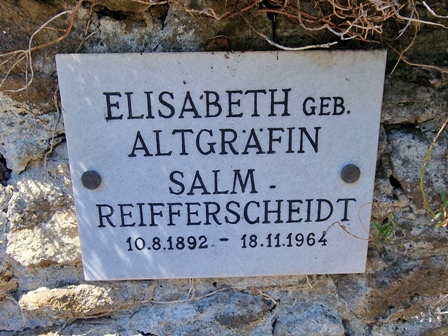 ELISABETH GEB.
ALTGRÄFIN
SALM -
REIFFERSCHEIDT
10.8.1892 - 18.11.1964